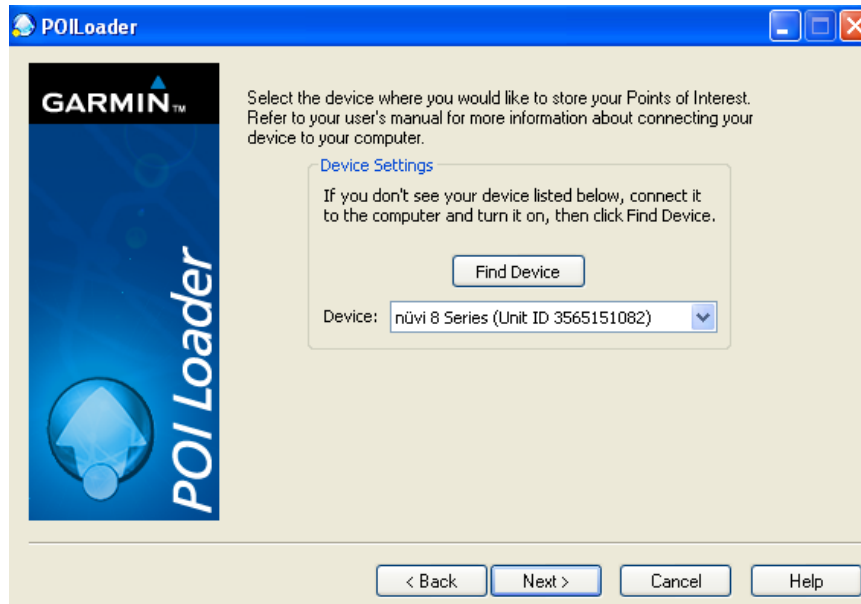 POILoader
GARMIN™
POI Loader
Select the device where you would like to store your Points of Interest.
Refer to your user's manual for more information about connecting your
device to your computer.
Device Settings
If you don't see your device listed below, connect it
to the computer and turn it on, then click Find Device.
Find Device
Device: nüvi 8 Series (Unit ID 3565151082)
< Back Next > Cancel Help